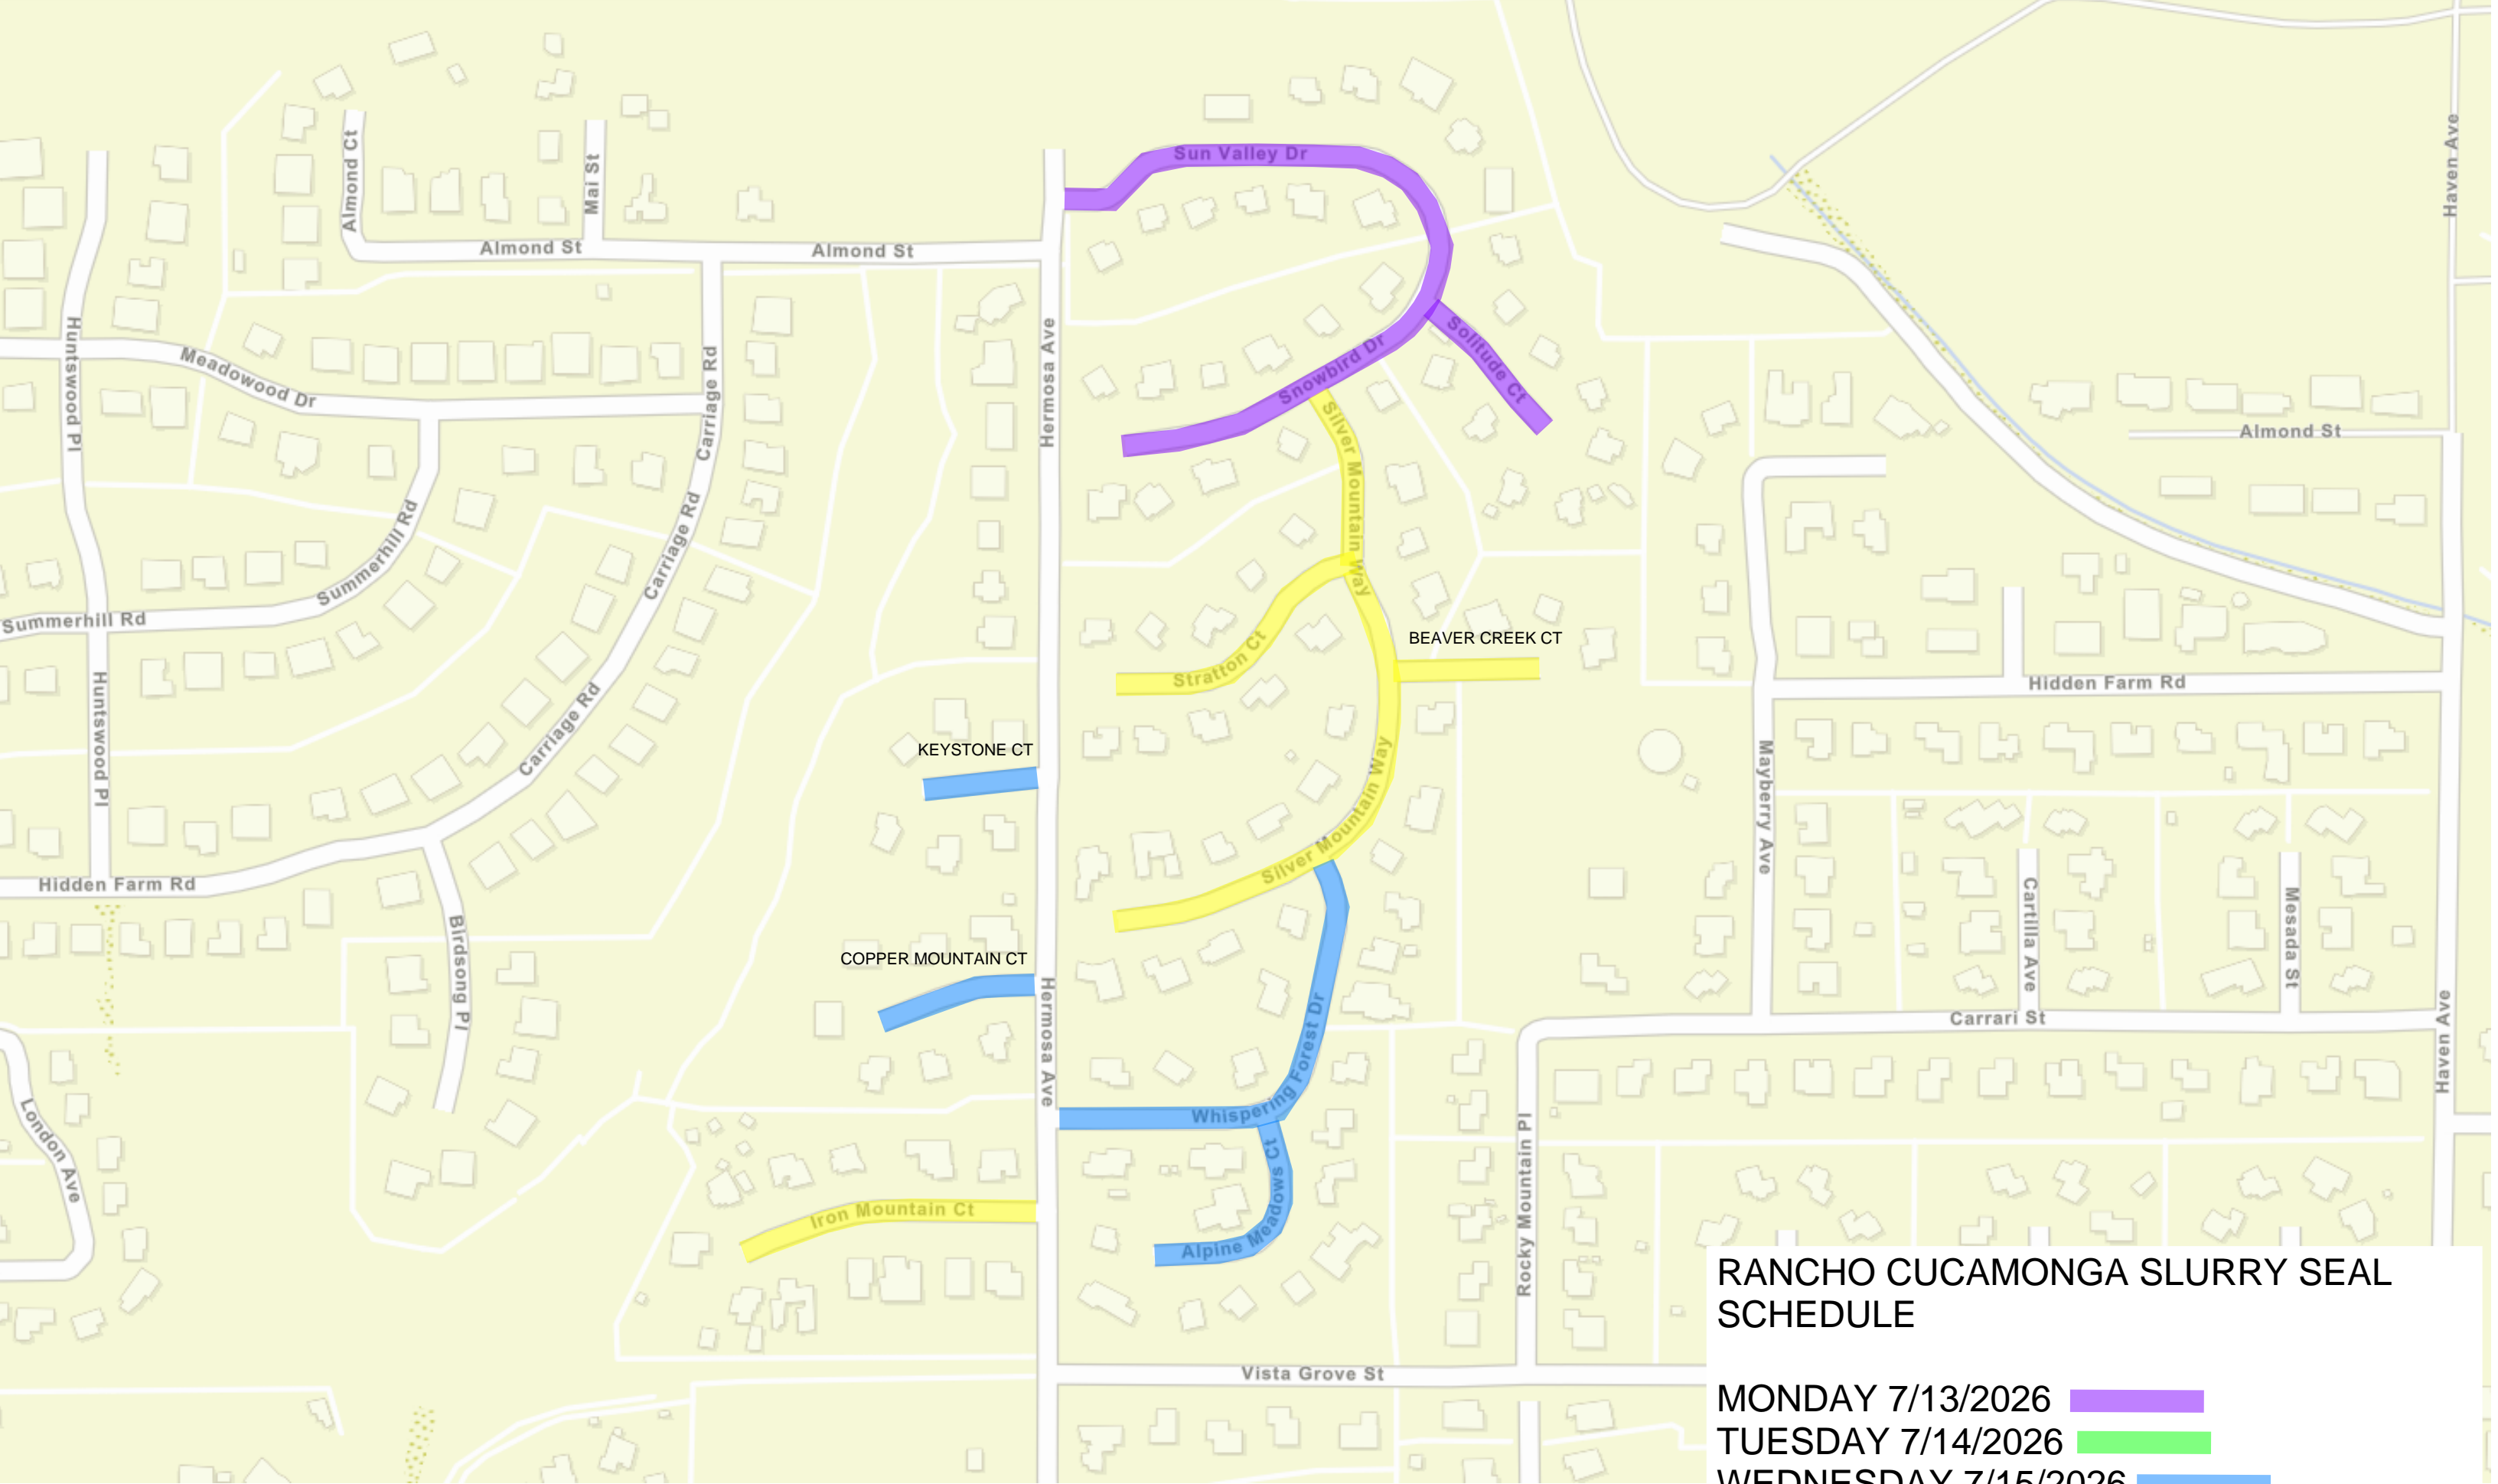 Sun Valley Dr
Haven Ave
Almond Ct
Mai St
Almond St
Almond St
Hermosa Ave
Huntswood Pl
Meadowood Dr
Carriage Rd
Snowbird Dr
Solitude Ct
Silver Mountain Way
Almond St
Summerhill Rd
Carriage Rd
Summerhill Rd
BEAVER CREEK CT
Stratton Ct
Hidden Farm Rd
Huntswood Pl
Carriage Rd
KEYSTONE CT
Silver Mountain Way
Mayberry Ave
Hidden Farm Rd
Birdsong Pl
Cartilla Ave
Mesada St
COPPER MOUNTAIN CT
Hermosa Ave
Whispering Forest Dr
Carrari St
Haven Ave
London Ave
Alpine Meadows Ct
Iron Mountain Ct
Rocky Mountain Pl
Vista Grove St
RANCHO CUCAMONGA SLURRY SEAL
SCHEDULE
MONDAY 7/13/2026
TUESDAY 7/14/2026
WEDNESDAY 7/15/2026